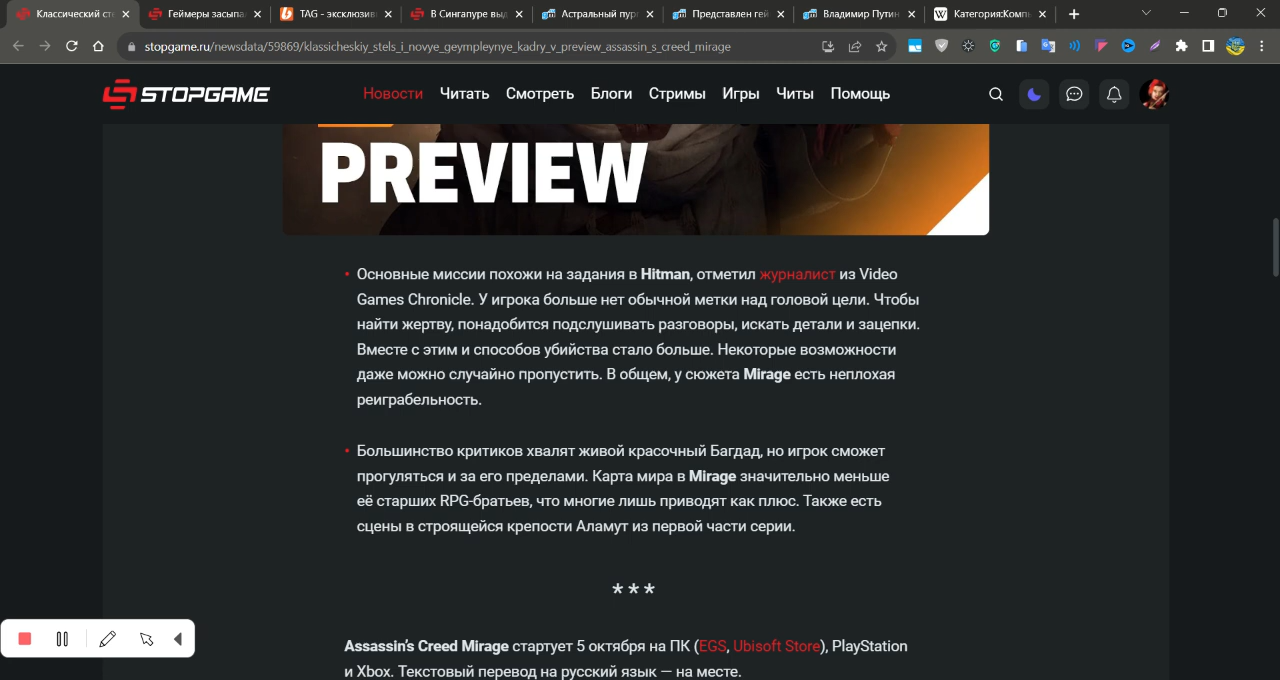 Классический сте
Геймеры засыпа
TAG - эксклюзив
В Сингапуре выд
Астральный пур
Представлен гей
Владимир Путин
Категория:Комп
stopgame.ru/newsdata/59869/klassicheskiy_stels_i_novye_geympleynye_kadry_v_preview_assassin_s_creed_mirage
STOPGAME
Новости Читать Смотреть Блоги Стримы Игры Читы Помощь
PREVIEW
• Основные миссии похожи на задания в Hitman, отметил журналист из Video
Games Chronicle. У игрока больше нет обычной метки над головой цели. Чтобы
найти жертву, понадобится подслушивать разговоры, искать детали и зацепки.
Вместе с этим и способов убийства стало больше. Некоторые возможности
даже можно случайно пропустить. В общем, у сюжета Mirage есть неплохая
реиграбельность.
• Большинство критиков хвалят живой красочный Багдад, но игрок сможет
прогуляться и за его пределами. Карта мира в Mirage значительно меньше
её старших RPG-братьев, что многие лишь приводят как плюс. Также есть
сцены в строящейся крепости Аламут из первой части серии.
* * *
Assassin's Creed Mirage стартует 5 октября на ПК (EGS, Ubisoft Store), PlayStation
и Xbox. Текстовый перевод на русский язык — на месте.